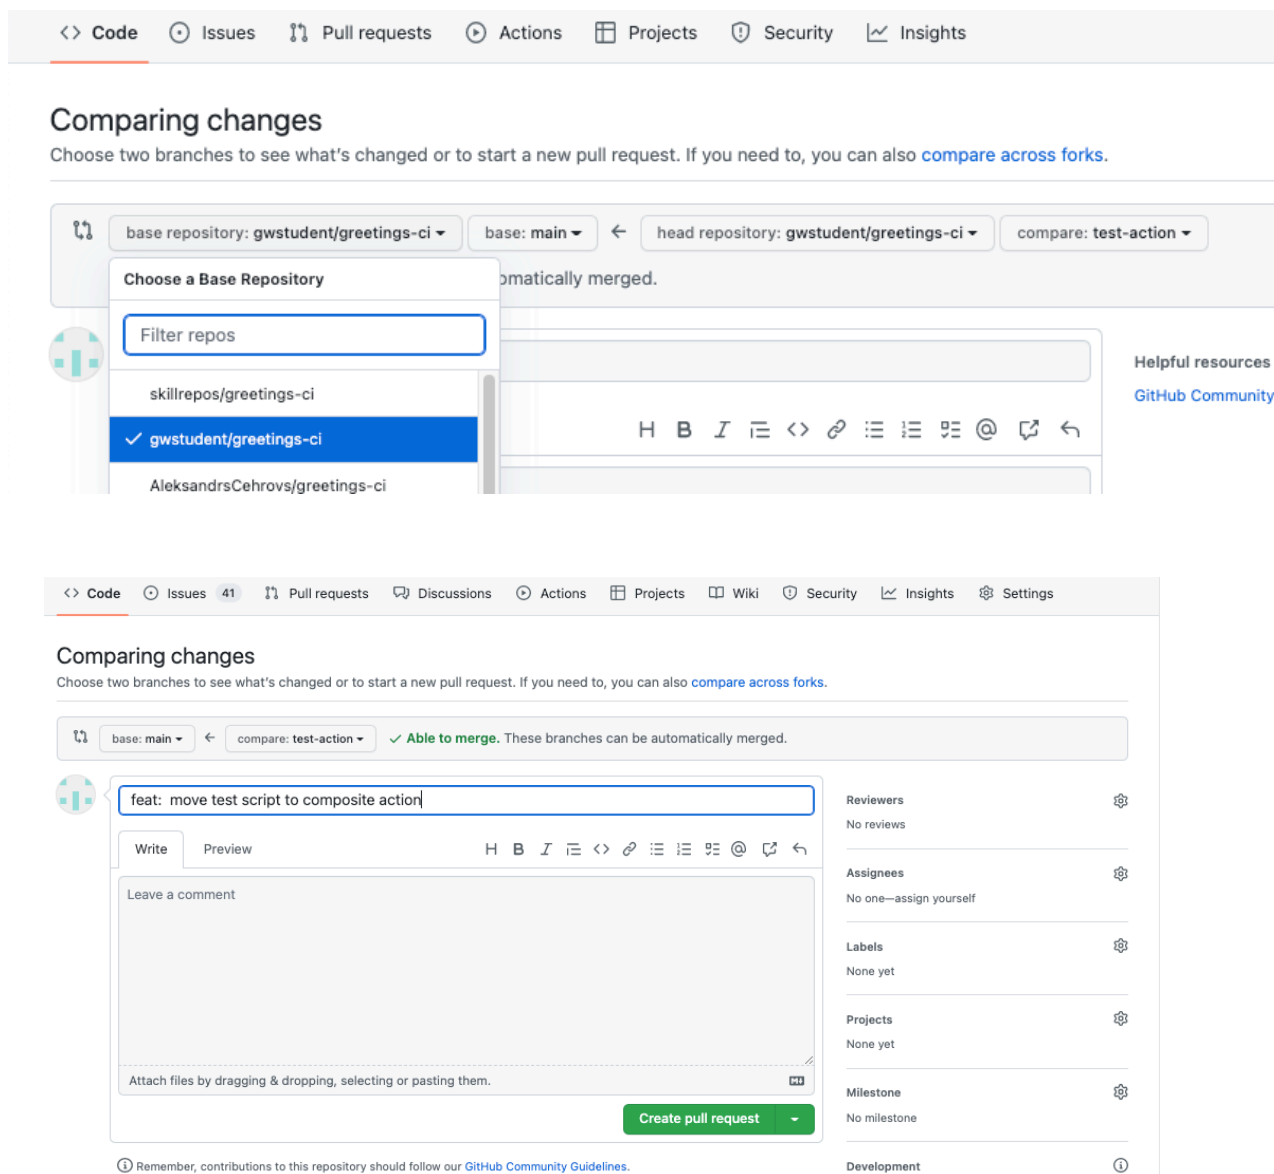 Code Issues Pull requests Actions Projects Security Insights
Comparing changes
Choose two branches to see what's changed or to start a new pull request. If you need to, you can also compare across forks.
base repository: gwstudent/greetings-ci base: main head repository: gwstudent/greetings-ci compare: test-action
Choose a Base Repository
omatically merged.
Filter repos
Helpful resources
skillrepos/greetings-ci
GitHub Community
gwstudent/greetings-ci
AleksandrsCehrovs/greetings-ci
Code Issues 41 Pull requests Discussions Actions Projects Wiki Security Insights Settings
Comparing changes
Choose two branches to see what's changed or to start a new pull request. If you need to, you can also compare across forks.
base: main compare: test-action Able to merge. These branches can be automatically merged.
feat:  move test script to composite action
Reviewers
No reviews
Write Preview
Assignees
No one—assign yourself
Leave a comment
Labels
None yet
Projects
None yet
Attach files by dragging & dropping, selecting or pasting them.
Milestone
No milestone
Create pull request
Remember, contributions to this repository should follow our GitHub Community Guidelines.
Development